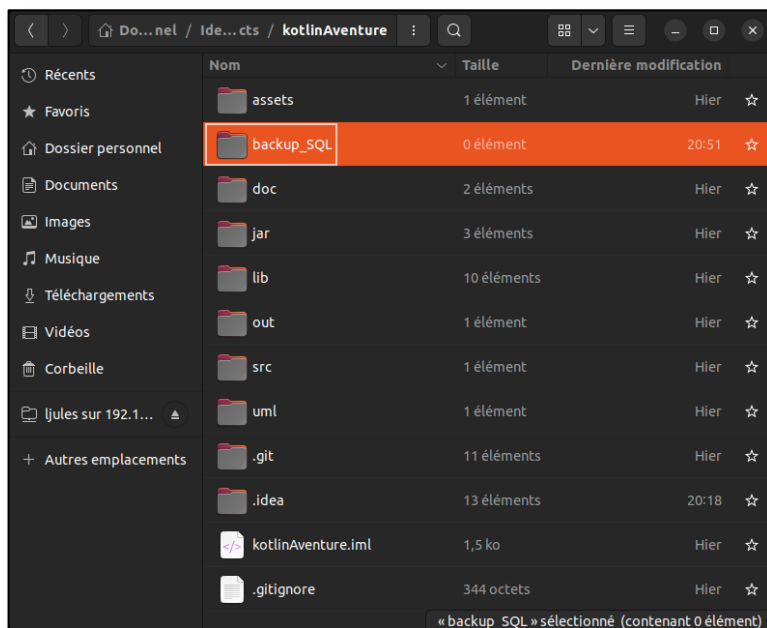 Do…nel / Ide…cts / kotlinAventure
Récents
Favoris
Dossier personnel
Documents
Images
Musique
Téléchargements
Vidéos
Corbeille
ljules sur 192.1…
+ Autres emplacements
Nom Taille Dernière modification
assets 1 élément Hier
backup_SQL 0 élément 20:51
doc 2 éléments Hier
jar 3 éléments Hier
lib 10 éléments Hier
out 1 élément Hier
src 1 élément Hier
uml 1 élément Hier
.git 11 éléments Hier
.idea 13 éléments 20:18
kotlinAventure.iml 1,5 ko Hier
.gitignore 344 octets Hier
« backup_SQL » sélectionné (contenant 0 élément)